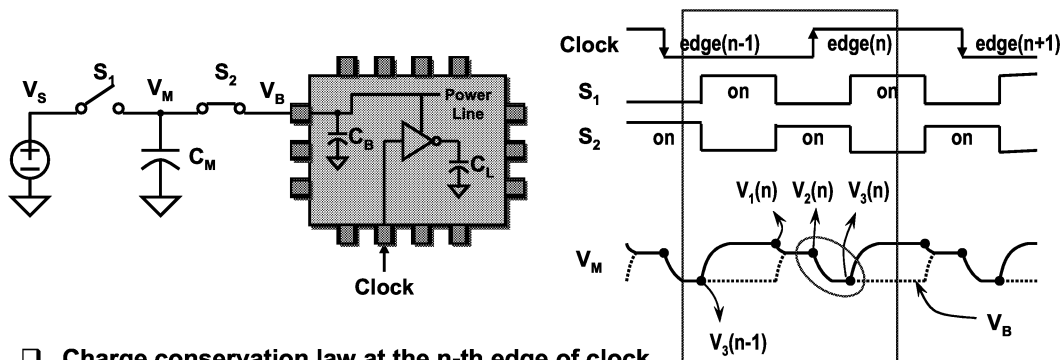 V_S
S_1
V_M
S_2
V_B
C_M
Power
Line
C_B
C_L
Clock
Clock
edge(n-1)
edge(n)
edge(n+1)
S_1
on
on
S_2
on
on
on
V_1(n)
V_2(n)
V_3(n)
V_M
V_B
V_3(n-1)
❑ Charge conservation law at the n-th edge of clock